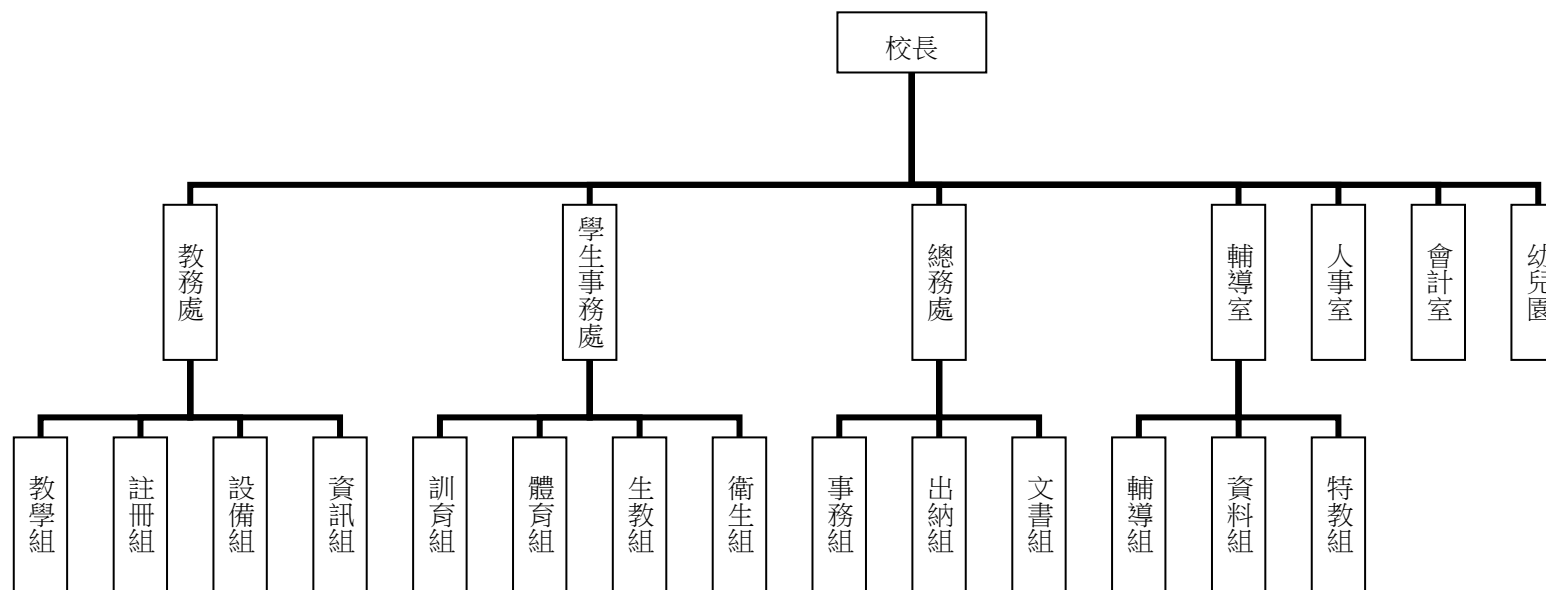 校長
教務處
學生事務處
總務處
輔導室
人事室
會計室
幼兒園
教學組
註冊組
設備組
資訊組
訓育組
體育組
生教組
衛生組
事務組
出納組
文書組
輔導組
資料組
特教組